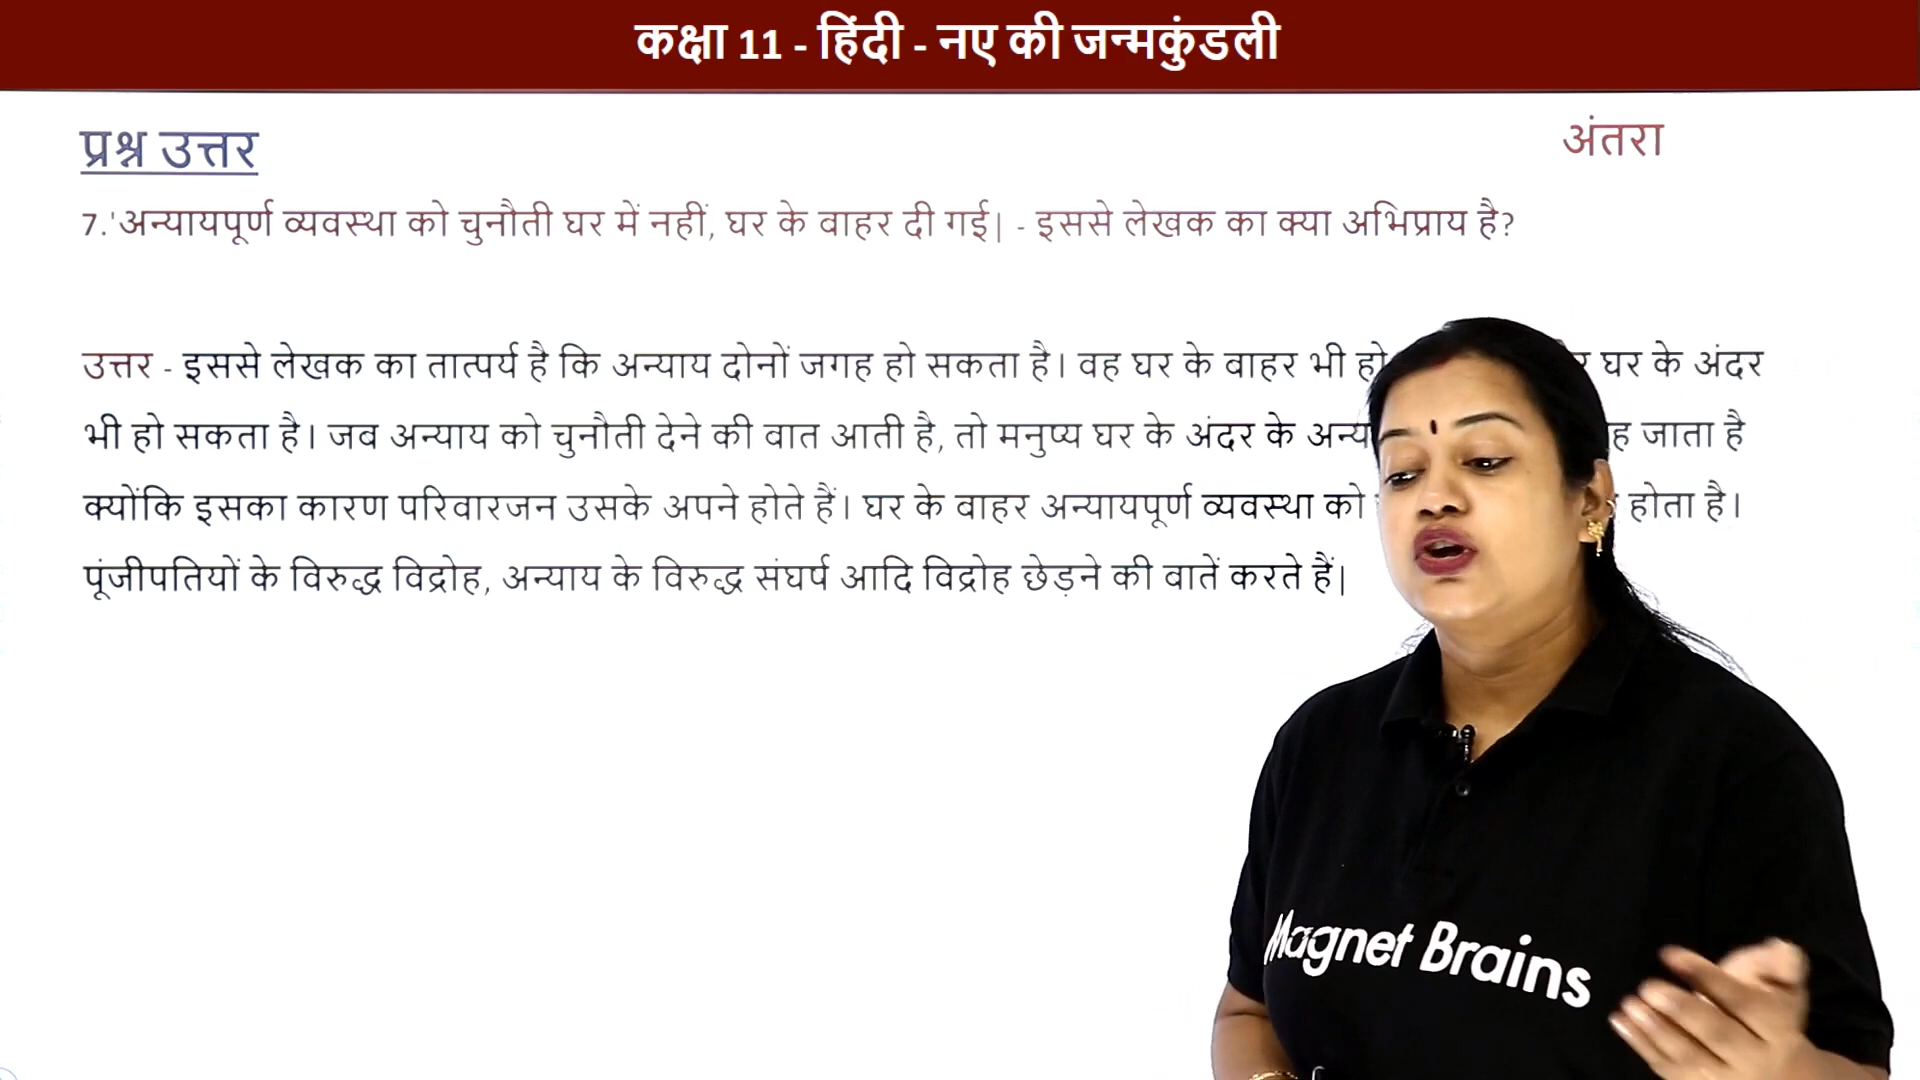 कक्षा 11 - हिंदी - नए की जन्मकुंडली
प्रश्न उत्तर
अंतरा
7.'अन्यायपूर्ण व्यवस्था को चुनौती घर में नहीं, घर के बाहर दी गई| - इससे लेखक का क्या अभिप्राय है?
उत्तर - इससे लेखक का तात्पर्य है कि अन्याय दोनों जगह हो सकता है। वह घर के बाहर भी हो घर के अंदर
भी हो सकता है। जब अन्याय को चुनौती देने की बात आती है, तो मनुष्य घर के अंदर के जाता है
क्योंकि इसका कारण परिवारजन उसके अपने होते हैं। घर के बाहर अन्यायपूर्ण व्यवस्था को होता है।
पूंजीपतियों के विरुद्ध विद्रोह, अन्याय के विरुद्ध संघर्ष आदि विद्रोह छेड़ने की बातें करते हैं|
Magnet Brains